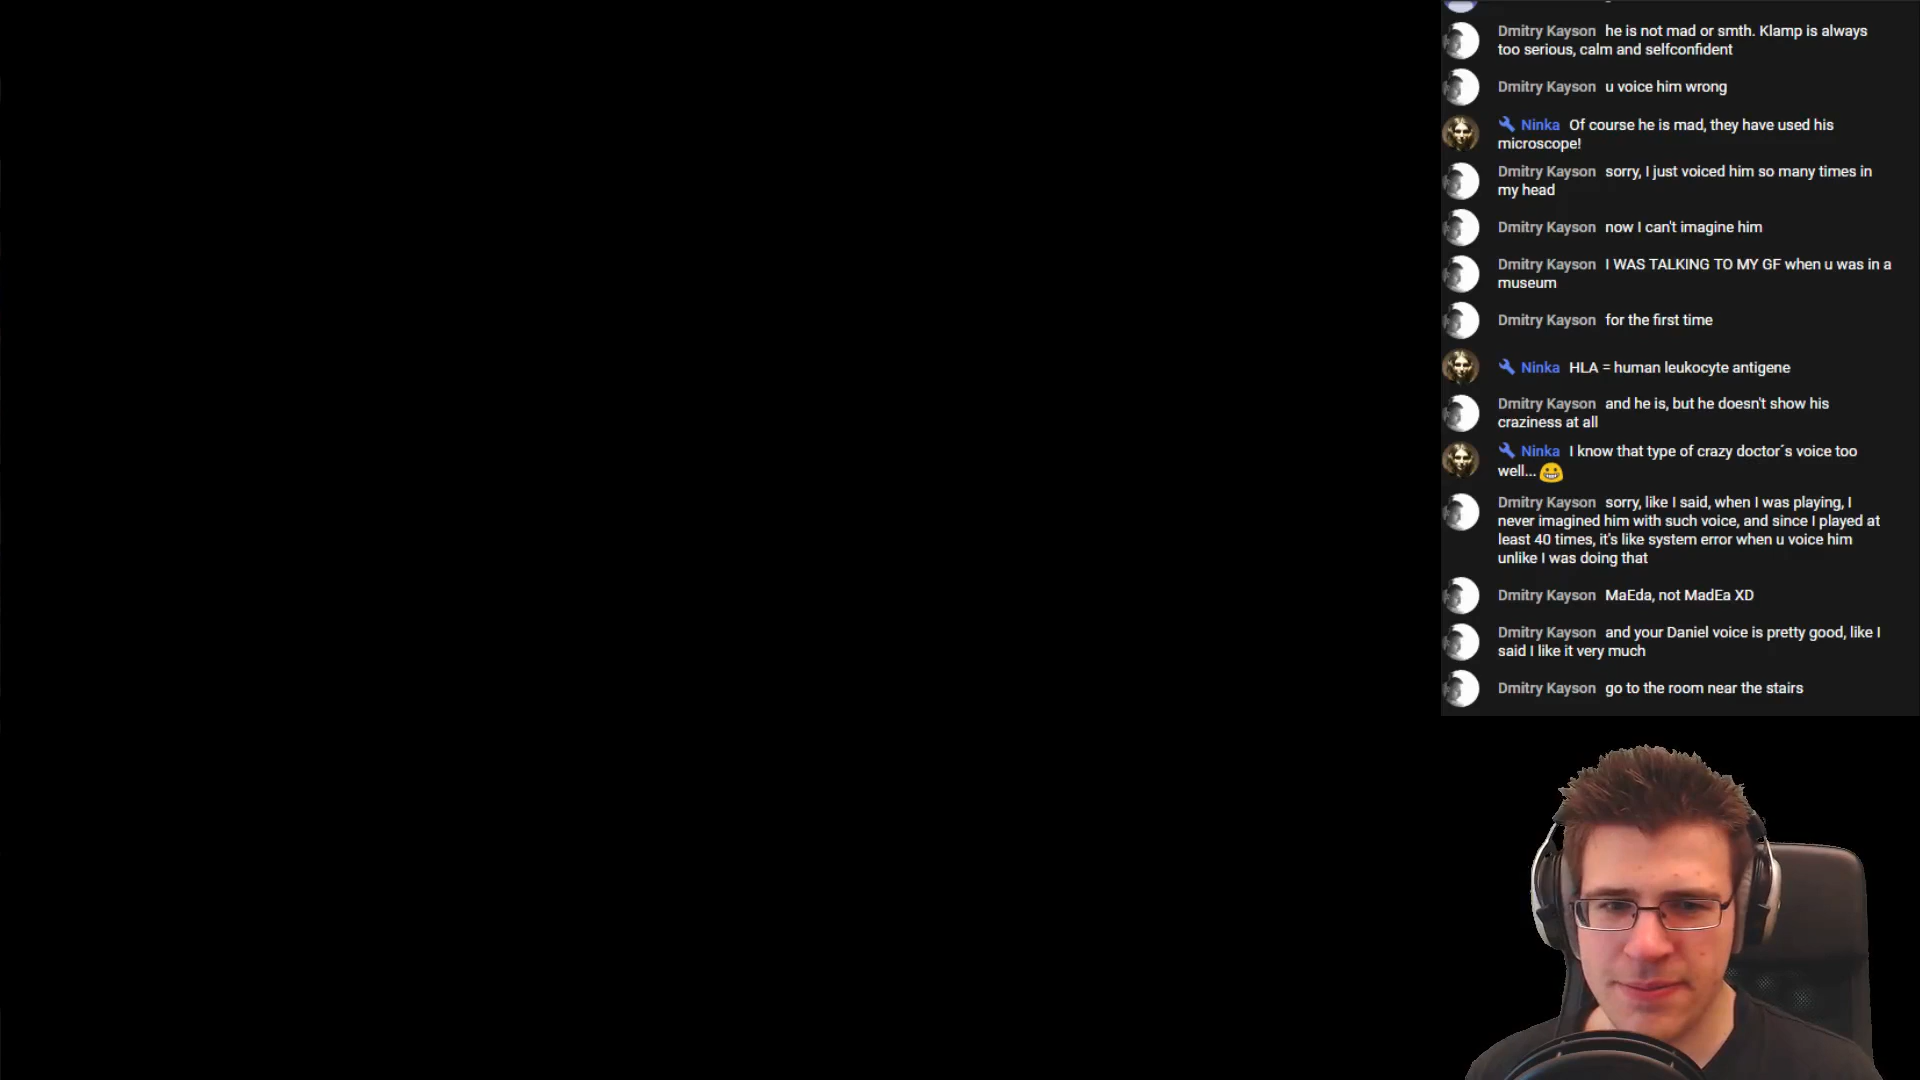 Dmitry Kayson he is not mad or smth. Klamp is always
too serious, calm and selfconfident
Dmitry Kayson u voice him wrong
Ninka Of course he is mad, they have used his
microscope!
Dmitry Kayson sorry, I just voiced him so many times in
my head
Dmitry Kayson now I can't imagine him
Dmitry Kayson I WAS TALKING TO MY GF when u was in a
museum
Dmitry Kayson for the first time
Ninka HLA = human leukocyte antigene
Dmitry Kayson and he is, but he doesn't show his
craziness at all
Ninka I know that type of crazy doctor´s voice too
well... 😀
Dmitry Kayson sorry, like I said, when I was playing, I
never imagined him with such voice, and since I played at
least 40 times, it's like system error when u voice him
unlike I was doing that
Dmitry Kayson MaEda, not MadEa XD
Dmitry Kayson and your Daniel voice is pretty good, like I
said I like it very much
Dmitry Kayson go to the room near the stairs